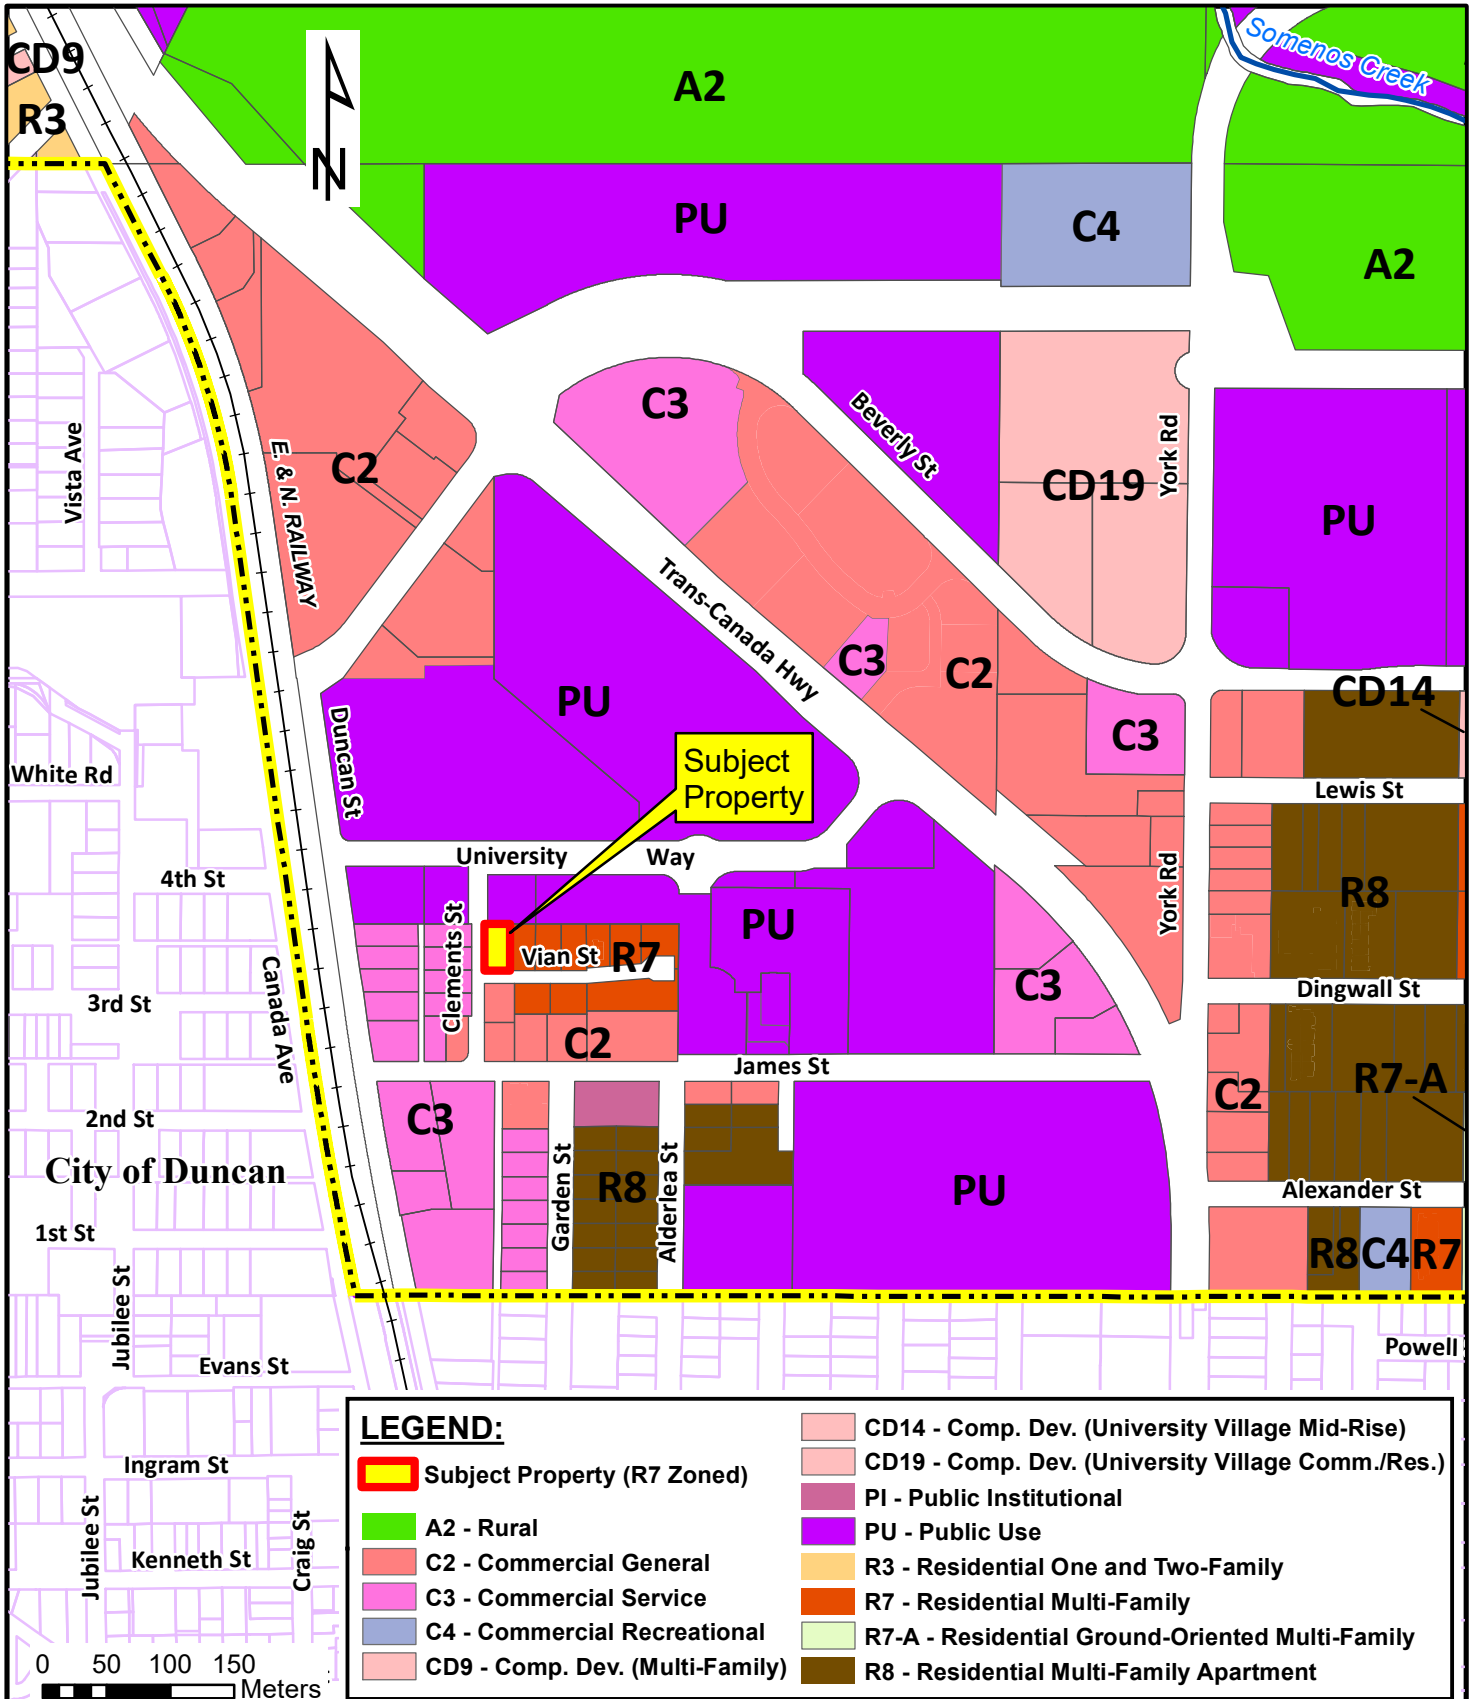 CD9
R3
N
A2
Somenos Creek
PU
C4
A2
C3
Beverly St
York Rd
Vista Ave
C2
E. & N. RAILWAY
CD19
PU
Trans-Canada Hwy
C3
C2
PU
Duncan St
CD14
C3
Subject
Property
White Rd
Lewis St
University Way
4th St
York Rd
R8
Clements St
PU
Vian St
R7
Canada Ave
3rd St
C3
Dingwall St
C2
James St
R7-A
C2
2nd St
C3
City of Duncan
Garden St
R8
Alderlea St
PU
Alexander St
1st St
R8
C4
R7
Jubilee St
Evans St
Powell
Ingram St
Jubilee St
Kenneth St
Craig St
0 50 100 150
Meters
LEGEND:
Subject Property (R7 Zoned)
A2 - Rural
C2 - Commercial General
C3 - Commercial Service
C4 - Commercial Recreational
CD9 - Comp. Dev. (Multi-Family)
CD14 - Comp. Dev. (University Village Mid-Rise)
CD19 - Comp. Dev. (University Village Comm./Res.)
PI - Public Institutional
PU - Public Use
R3 - Residential One and Two-Family
R7 - Residential Multi-Family
R7-A - Residential Ground-Oriented Multi-Family
R8 - Residential Multi-Family Apartment